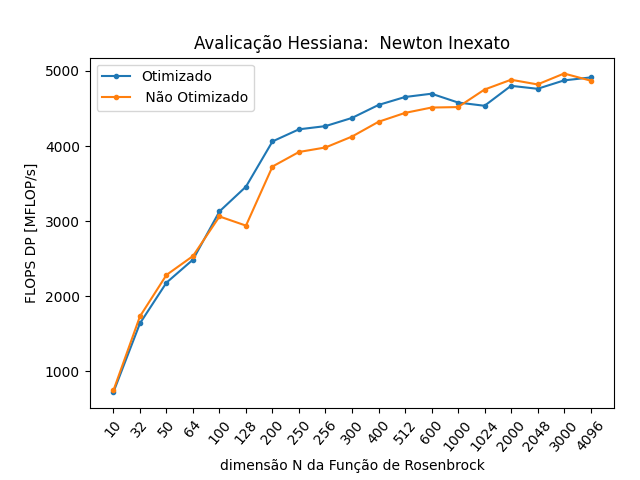 Avalicação Hessiana:  Newton Inexato
Otimizado
Não Otimizado
FLOPS DP [MFLOP/s]
5000
4000
3000
2000
1000
10 32 50 64 100 128 200 250 256 300 400 512 600 1000 1024 2000 2048 3000 4096
dimensão N da Função de Rosenbrock